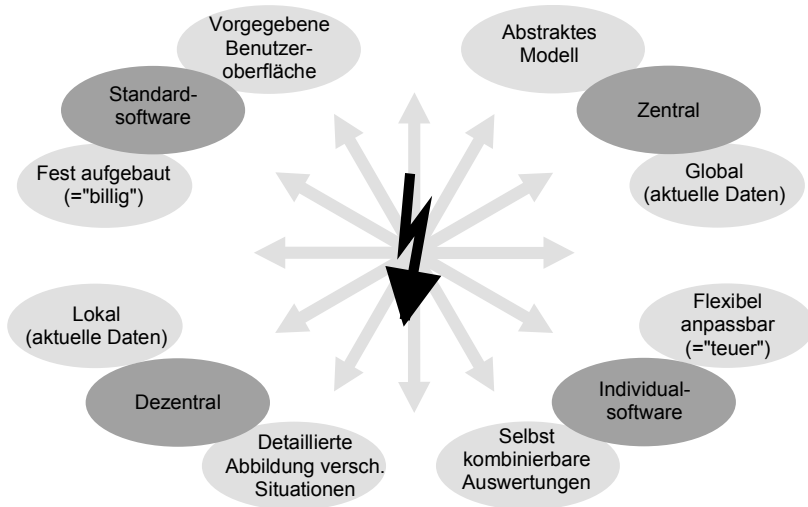 Vorgegebene
Benutzer-
oberfläche
Standard-
software
Fest aufgebaut
(="billig")
Abstraktes
Modell
Zentral
Global
(aktuelle Daten)
Lokal
(aktuelle Daten)
Dezentral
Detaillierte
Abbildung versch.
Situationen
Flexibel
anpassbar
(="teuer")
Individual-
software
Selbst
kombinierbare
Auswertungen